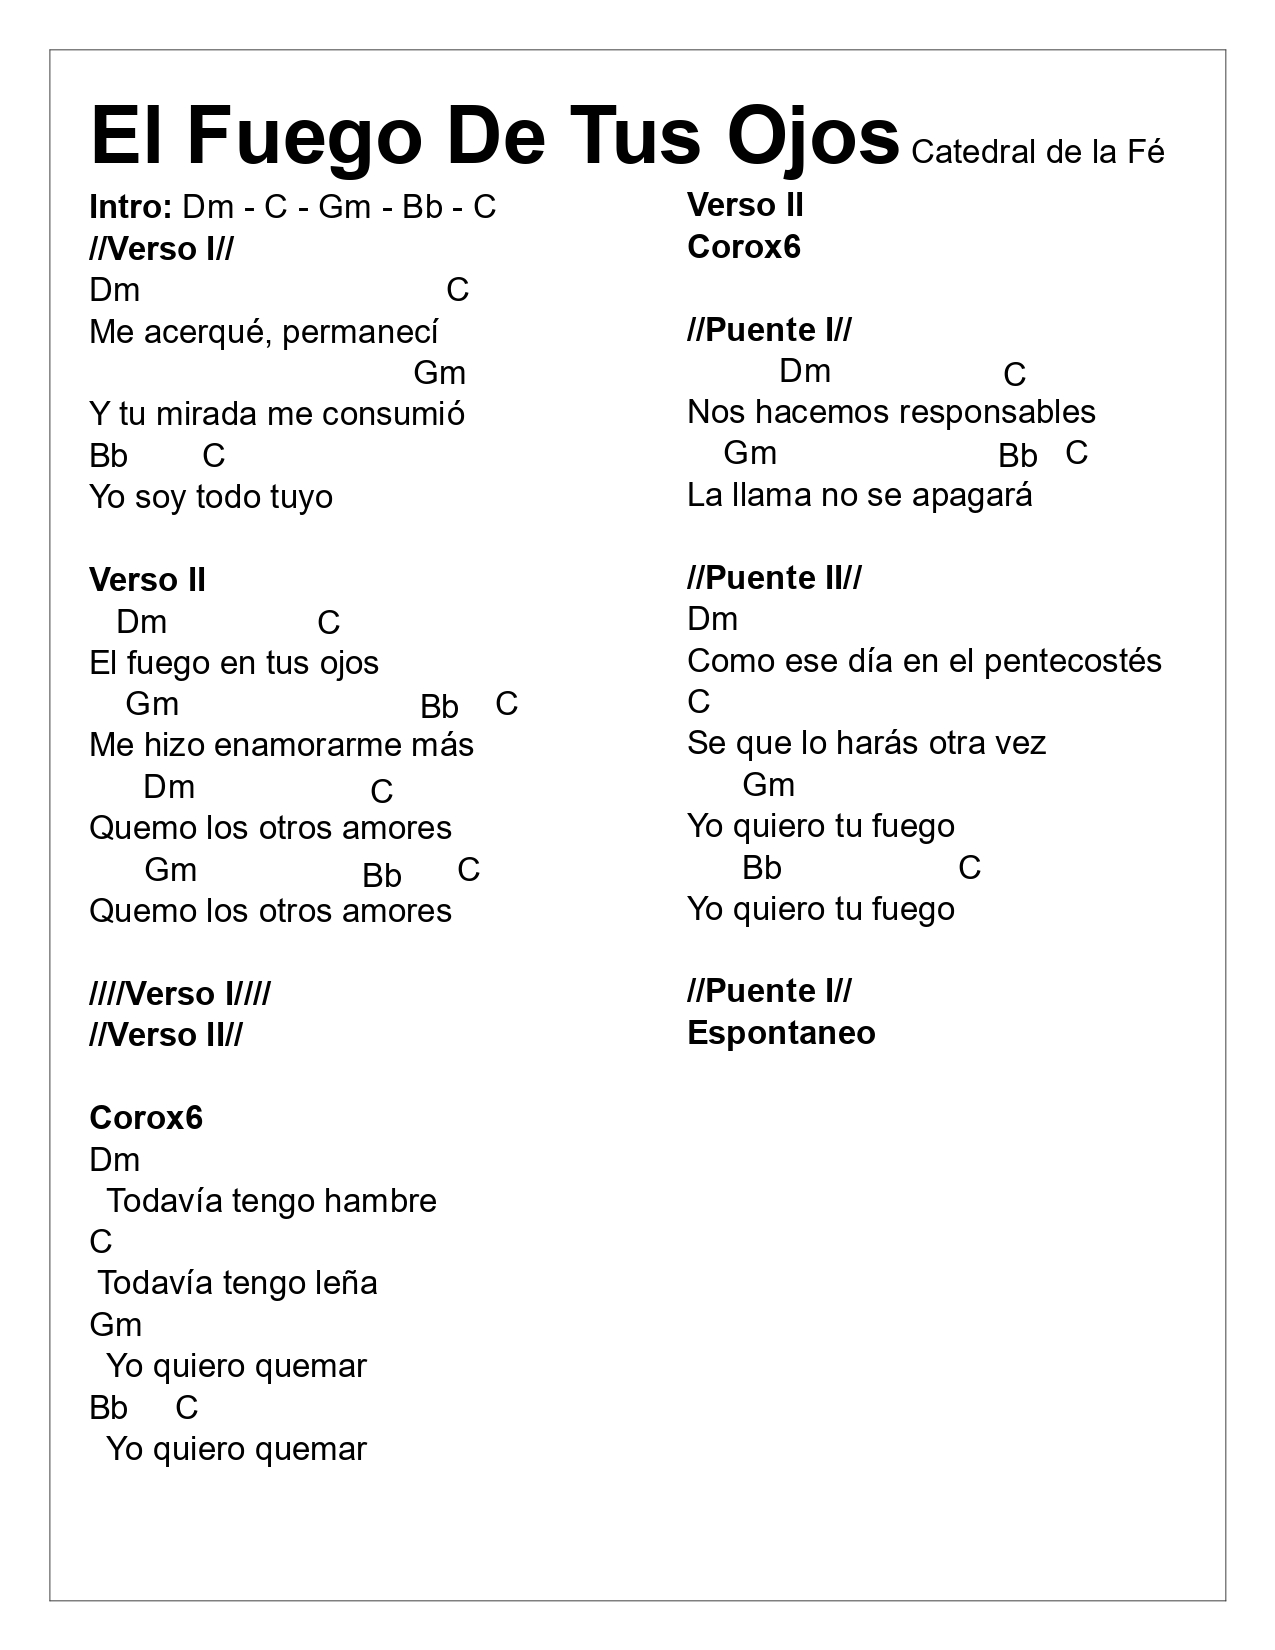 El Fuego De Tus Ojos Catedral de la Fé
Intro: Dm - C - Gm - Bb - C
//Verso I//
Dm C
Me acerqué, permanecí
Gm
Y tu mirada me consumió
Bb C
Yo soy todo tuyo
Verso II
Dm C
El fuego en tus ojos
Gm Bb C
Me hizo enamorarme más
Dm C
Quemo los otros amores
Gm Bb C
Quemo los otros amores
////Verso I////
//Verso II//
Corox6
Dm
Todavía tengo hambre
C
Todavía tengo leña
Gm
Yo quiero quemar
Bb C
Yo quiero quemar
Verso II
Corox6
//Puente I//
Dm C
Nos hacemos responsables
Gm Bb C
La llama no se apagará
//Puente II//
Dm
Como ese día en el pentecostés
C
Se que lo harás otra vez
Gm
Yo quiero tu fuego
Bb C
Yo quiero tu fuego
//Puente I//
Espontaneo